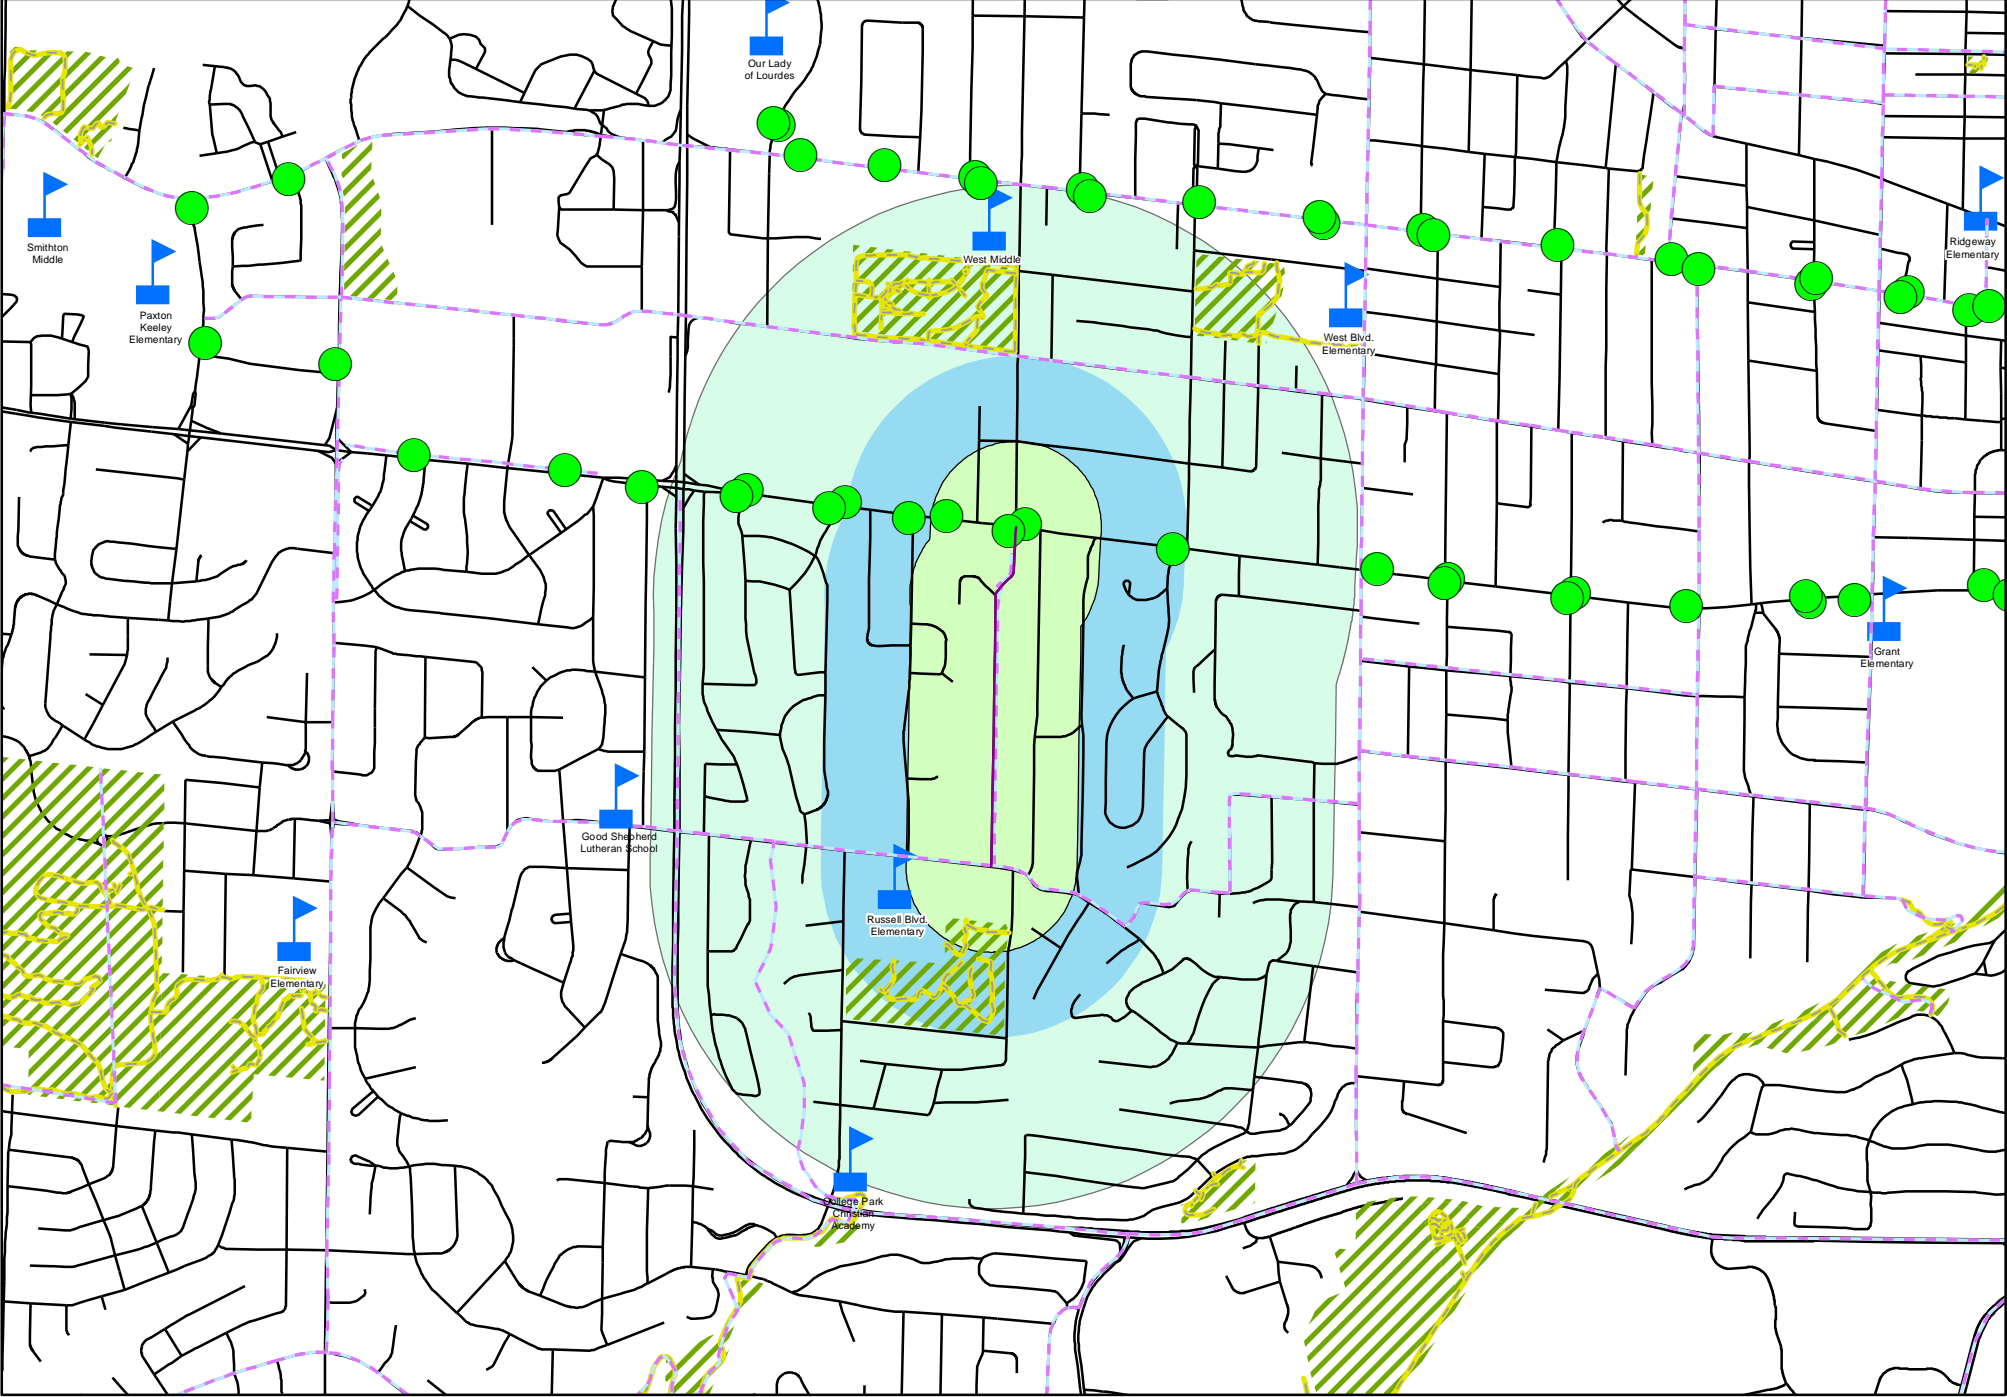 Our Lady
of Lourdes
Smithton
Middle
Ridgeway
Elementary
West Middle
Paxton
Keeley
Elementary
West Blvd.
Elementary
Grant
Elementary
Good Shepherd
Lutheran School
Russell Blvd.
Elementary
Fairview
Elementary
College Park
Christian
Academy